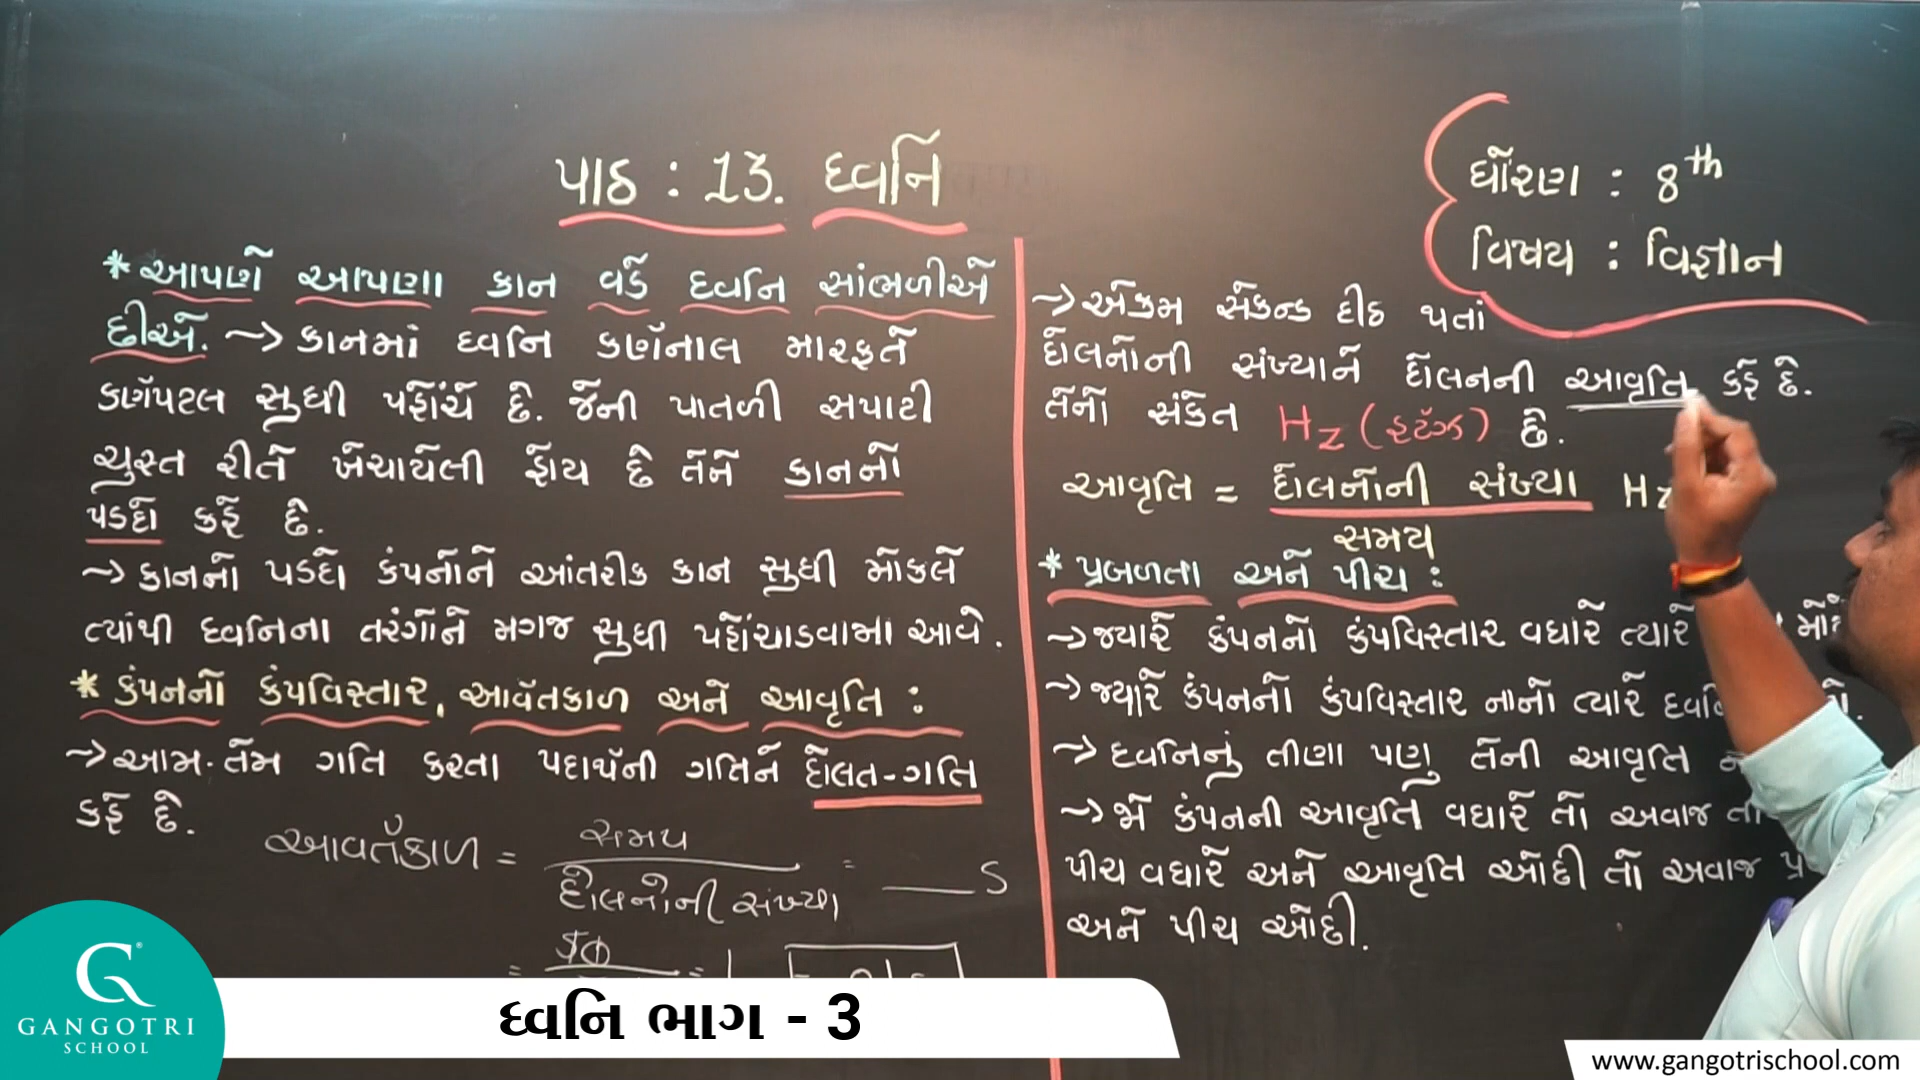 પાઠ : 13. ધ્વનિ
ધોરણ : 8th
વિષય : વિજ્ઞાન
* આપણે આપણા કાન વડે ધ્વનિ સાંભળીએ
છીએ. → કાનમાં ધ્વનિ કર્ણનાલ મારફતે
કર્ણપટલ સુધી પહોંચે છે. જેની પાતળી સપાટી
ચુસ્ત રીતે ખેંચાયેલી હોય છે તેને કાનનો
પડદો કહે છે.
→ કાનનો પડદો કંપનોને આંતરીક કાન સુધી મોકલે
ત્યાંથી ધ્વનિના તરંગોને મગજ સુધી પહોંચાડવામાં આવે.
* કંપનનો કંપવિસ્તાર, આવર્તકાળ અને આવૃતિ :
→ આમ-તેમ ગતિ કરતા પદાર્થની ગતિને દોલત-ગતિ
કહે છે.
આવર્તકાળ = સમય / દોલનોની સંખ્યા = ___ s
→ એકમ સેકન્ડ દીઠ થતાં
દોલનોની સંખ્યાને દોલનની આવૃતિ કહે છે.
તેનો સંકેત Hz (હર્ટઝ) છે.
આવૃતિ = દોલનોની સંખ્યા / સમય Hz
* પ્રબળતા અને પીચ :
→ જ્યારે કંપનનો કંપવિસ્તાર વધારે ત્યારે
→ જ્યારે કંપનનો કંપવિસ્તાર નાનો ત્યારે
→ ધ્વનિનું તીણા પણુ તેની આવૃતિ
→ જો કંપનની આવૃતિ વધારે તો અવાજ
પીચ વધારે અને આવૃતિ ઓછી તો અવાજ
અને પીચ ઓછી.
GANGOTRI
SCHOOL
ધ્વનિ ભાગ - 3
www.gangotrischool.com